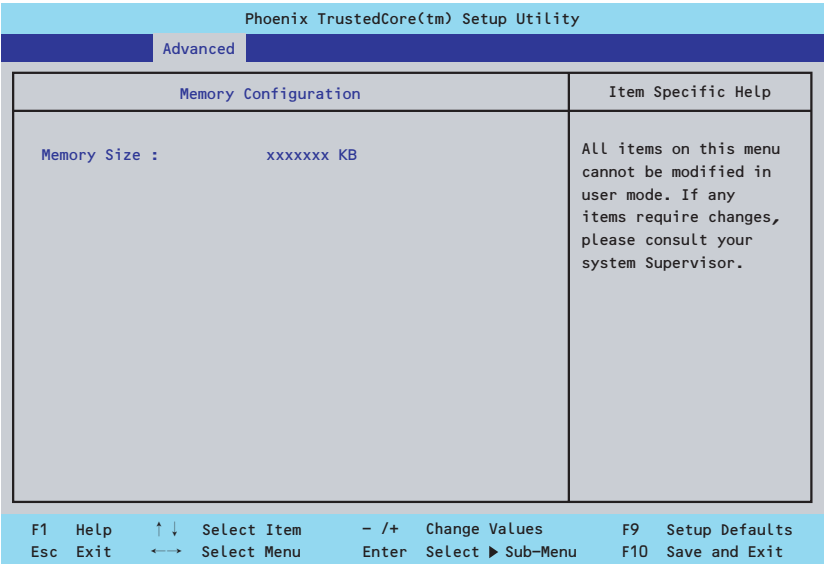 Phoenix TrustedCore(tm) Setup Utility
Advanced
Memory Configuration
Memory Size : xxxxxxx KB
Item Specific Help
All items on this menu
cannot be modified in
user mode. If any
items require changes,
please consult your
system Supervisor.
F1 Help ↑↓ Select Item – /+ Change Values F9 Setup Defaults
Esc Exit ←→ Select Menu Enter Select ▶ Sub-Menu F10 Save and Exit